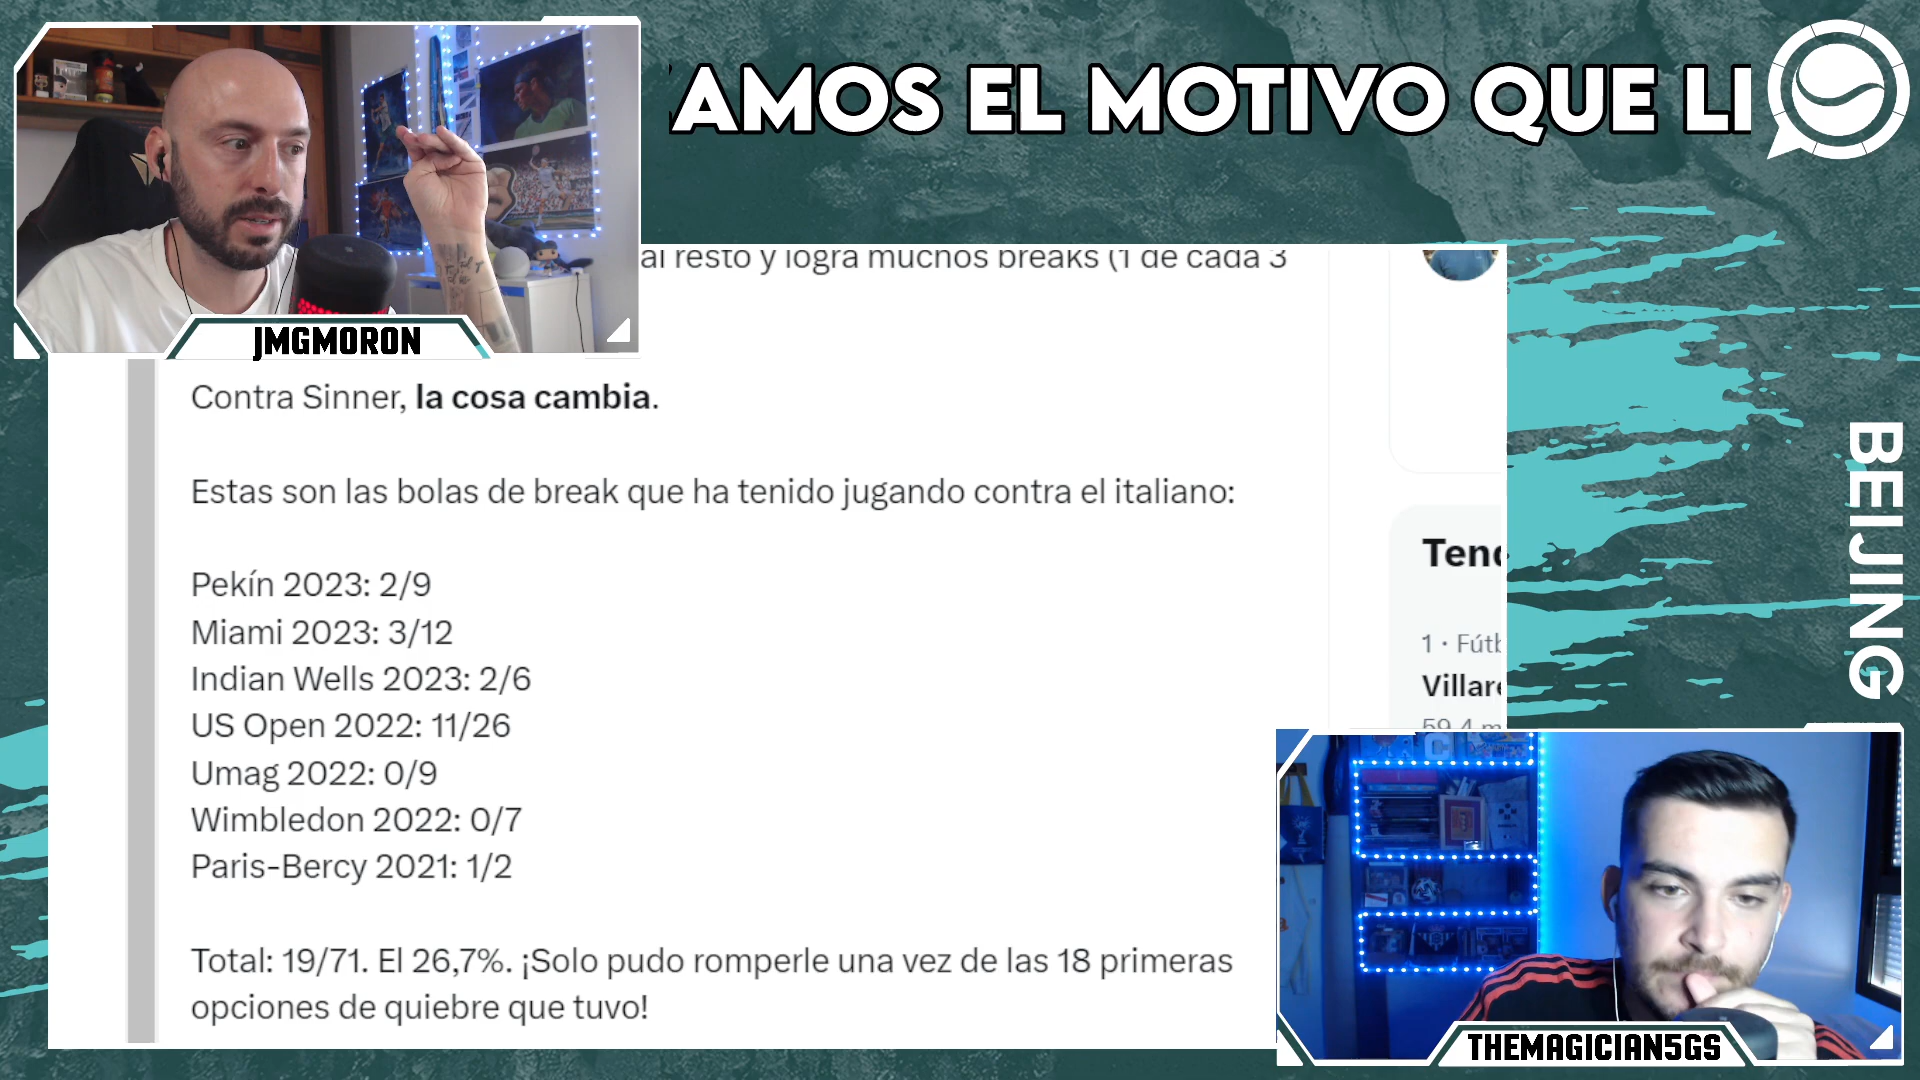 AMOS EL MOTIVO QUE LI
JMGMORON
al resto y logra muchos breaks (1 de cada 3
Contra Sinner, la cosa cambia.
Estas son las bolas de break que ha tenido jugando contra el italiano:
Pekín 2023: 2/9
Miami 2023: 3/12
Indian Wells 2023: 2/6
US Open 2022: 11/26
Umag 2022: 0/9
Wimbledon 2022: 0/7
Paris-Bercy 2021: 1/2
Total: 19/71. El 26,7%. ¡Solo pudo romperle una vez de las 18 primeras
opciones de quiebre que tuvo!
Tend
1 · Fútb
Villare
59,4 m
BEIJING
THEMAGICIAN5GS